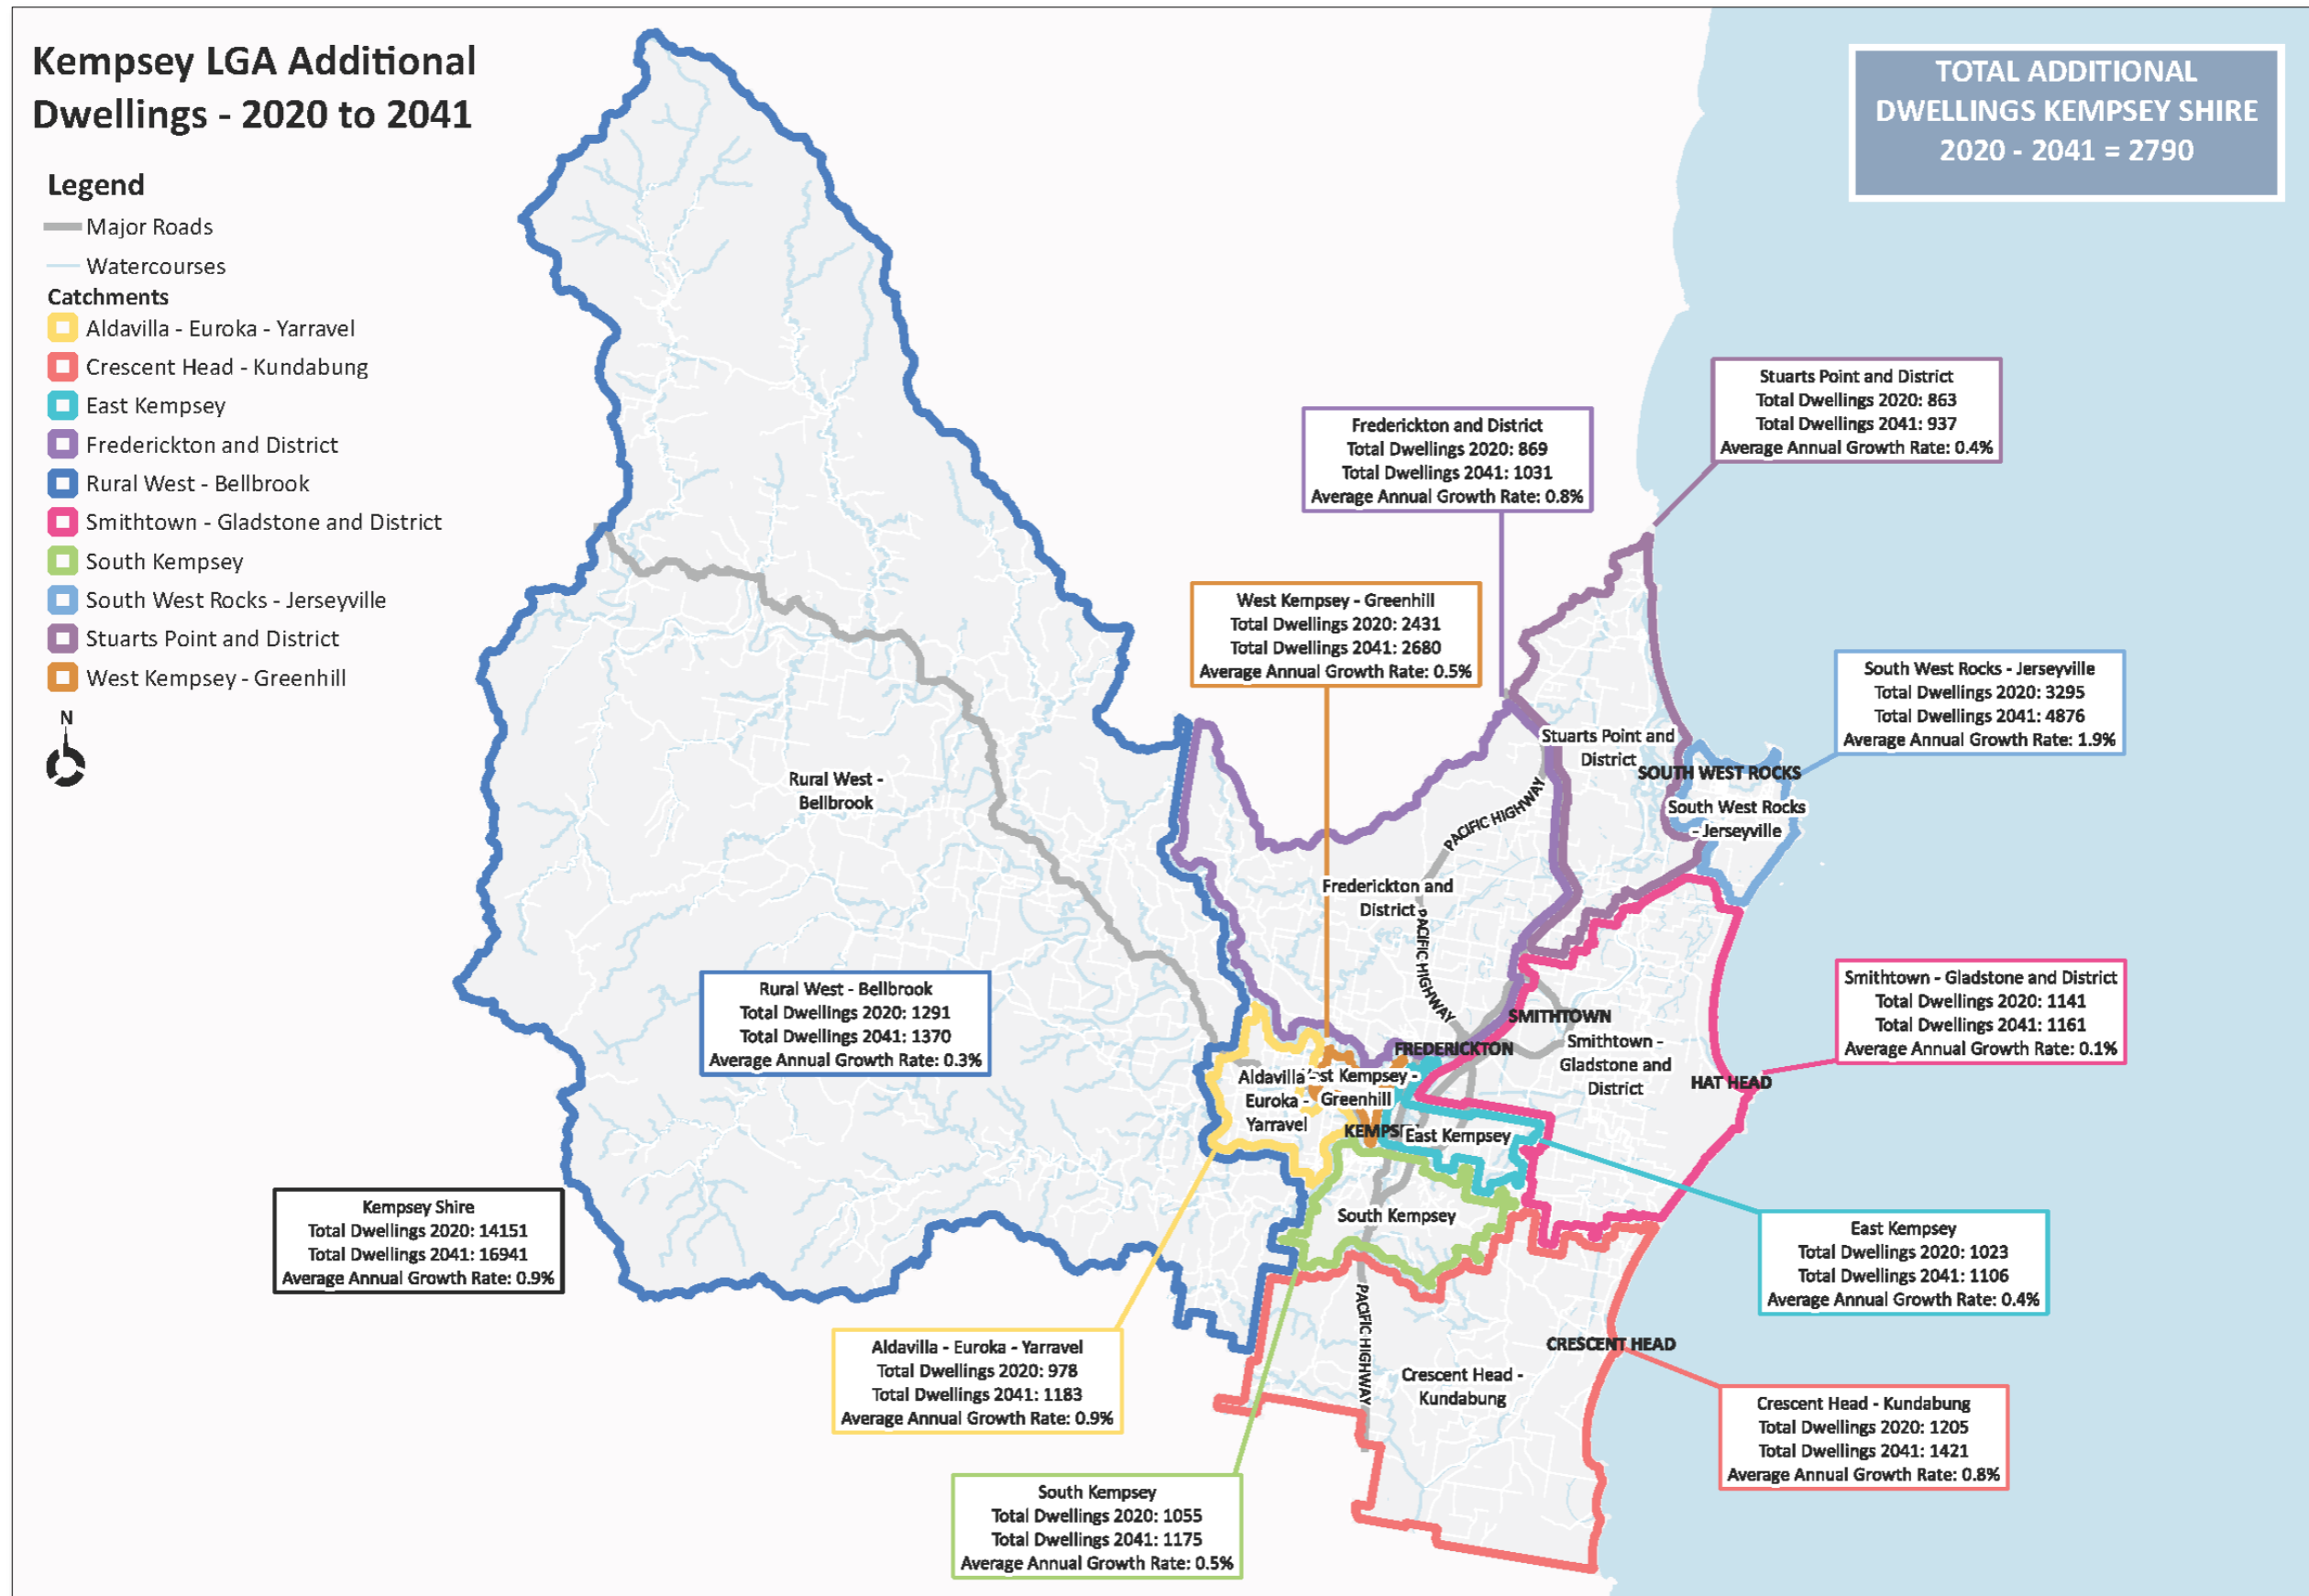 Kempsey LGA Additional
Dwellings - 2020 to 2041
TOTAL ADDITIONAL
DWELLINGS KEMPSEY SHIRE
2020 - 2041 = 2790
Legend
Major Roads
Watercourses
Catchments
Aldavilla - Euroka - Yarravel
Crescent Head - Kundabung
East Kempsey
Frederickton and District
Rural West - Bellbrook
Smithtown - Gladstone and District
South Kempsey
South West Rocks - Jerseyville
Stuarts Point and District
West Kempsey - Greenhill
N
Stuarts Point and District
Total Dwellings 2020: 863
Total Dwellings 2041: 937
Average Annual Growth Rate: 0.4%
Frederickton and District
Total Dwellings 2020: 869
Total Dwellings 2041: 1031
Average Annual Growth Rate: 0.8%
West Kempsey - Greenhill
Total Dwellings 2020: 2431
Total Dwellings 2041: 2680
Average Annual Growth Rate: 0.5%
South West Rocks - Jerseyville
Total Dwellings 2020: 3295
Total Dwellings 2041: 4876
Average Annual Growth Rate: 1.9%
Stuarts Point and
District
SOUTH WEST ROCKS
South West Rocks
- Jerseyville
Rural West -
Bellbrook
PACIFIC HIGHWAY
Frederickton and
District
PACIFIC HIGHWAY
Rural West - Bellbrook
Total Dwellings 2020: 1291
Total Dwellings 2041: 1370
Average Annual Growth Rate: 0.3%
Smithtown - Gladstone and District
Total Dwellings 2020: 1141
Total Dwellings 2041: 1161
Average Annual Growth Rate: 0.1%
SMITHTOWN
FREDERICKTON
Smithtown -
Gladstone and
District
HAT HEAD
Aldavilla
Euroka -
Yarravel
st Kempsey -
Greenhill
KEMPS
East Kempsey
South Kempsey
Kempsey Shire
Total Dwellings 2020: 14151
Total Dwellings 2041: 16941
Average Annual Growth Rate: 0.9%
East Kempsey
Total Dwellings 2020: 1023
Total Dwellings 2041: 1106
Average Annual Growth Rate: 0.4%
PACIFIC HIGHWAY
CRESCENT HEAD
Crescent Head -
Kundabung
Aldavilla - Euroka - Yarravel
Total Dwellings 2020: 978
Total Dwellings 2041: 1183
Average Annual Growth Rate: 0.9%
Crescent Head - Kundabung
Total Dwellings 2020: 1205
Total Dwellings 2041: 1421
Average Annual Growth Rate: 0.8%
South Kempsey
Total Dwellings 2020: 1055
Total Dwellings 2041: 1175
Average Annual Growth Rate: 0.5%